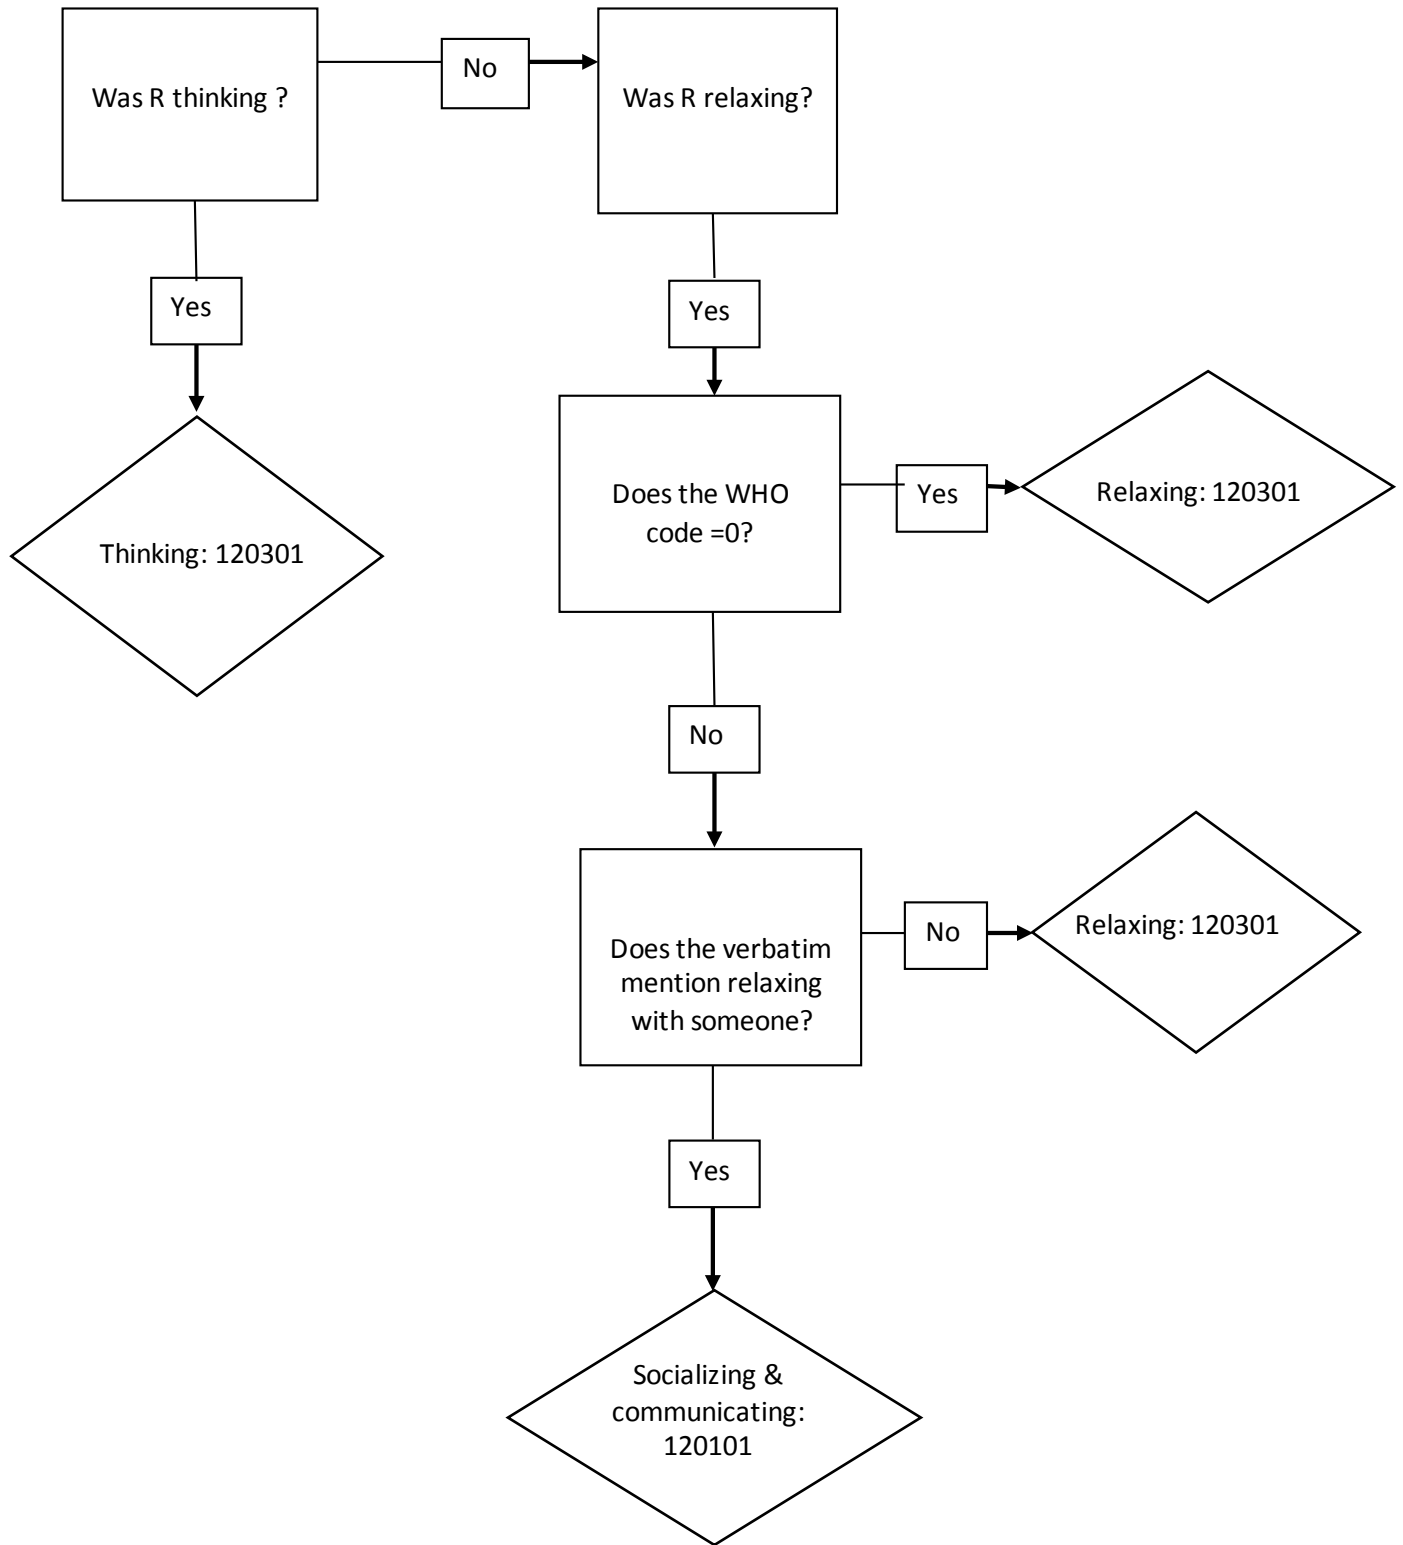 Was R thinking ?
No
Was R relaxing?
Yes
Yes
Does the WHO
code =0?
Yes
Relaxing: 120301
Thinking: 120301
No
Does the verbatim
mention relaxing
with someone?
No
Relaxing: 120301
Yes
Socializing &
communicating:
120101